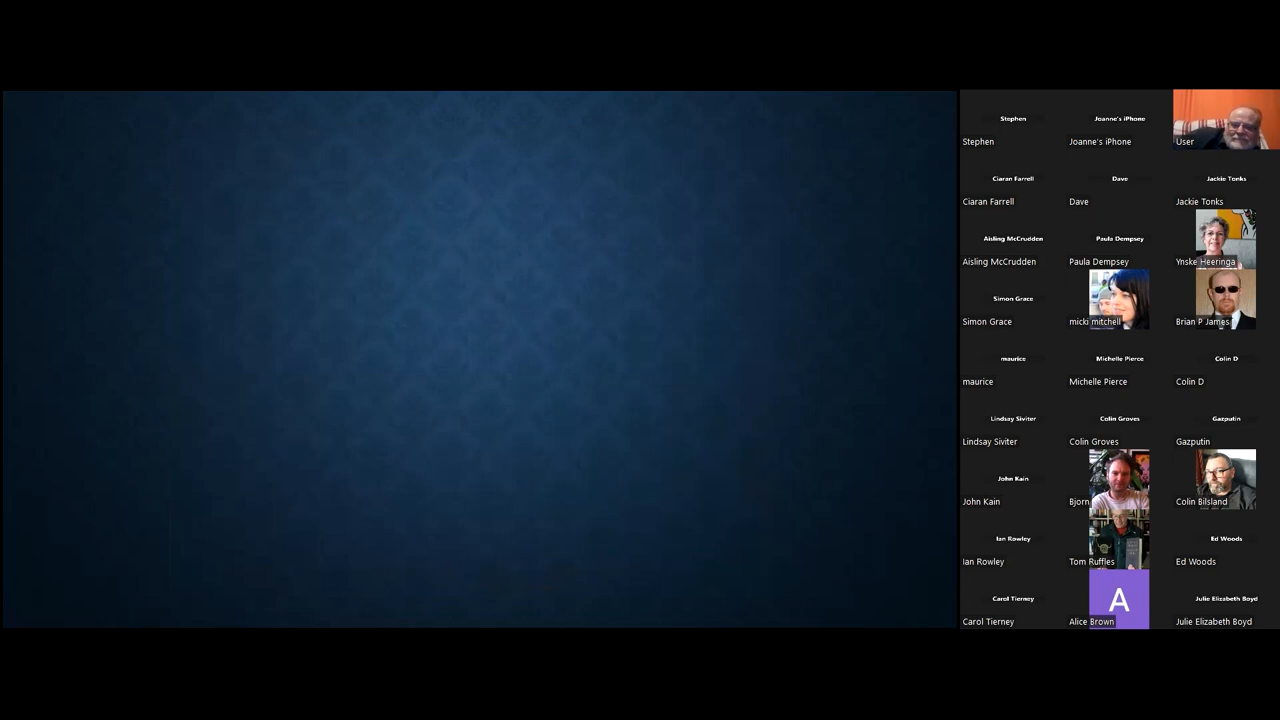 Stephen
Joanne's iPhone
Stephen
Joanne's iPhone
User
Ciaran Farrell
Dave
Jackie Tonks
Ciaran Farrell
Dave
Jackie Tonks
Aisling McCrudden
Paula Dempsey
Aisling McCrudden
Paula Dempsey
Ynske Heeringa
Simon Grace
Simon Grace
micki mitchell
Brian P James
maurice
Michelle Pierce
Colin D
maurice
Michelle Pierce
Colin D
Lindsay Siviter
Colin Groves
Gazputin
Lindsay Siviter
Colin Groves
Gazputin
John Kain
John Kain
Bjorn
Colin Bilsland
Ian Rowley
Ed Woods
Ian Rowley
Tom Ruffles
Ed Woods
Carol Tierney
A
Julie Elizabeth Boyd
Carol Tierney
Alice Brown
Julie Elizabeth Boyd